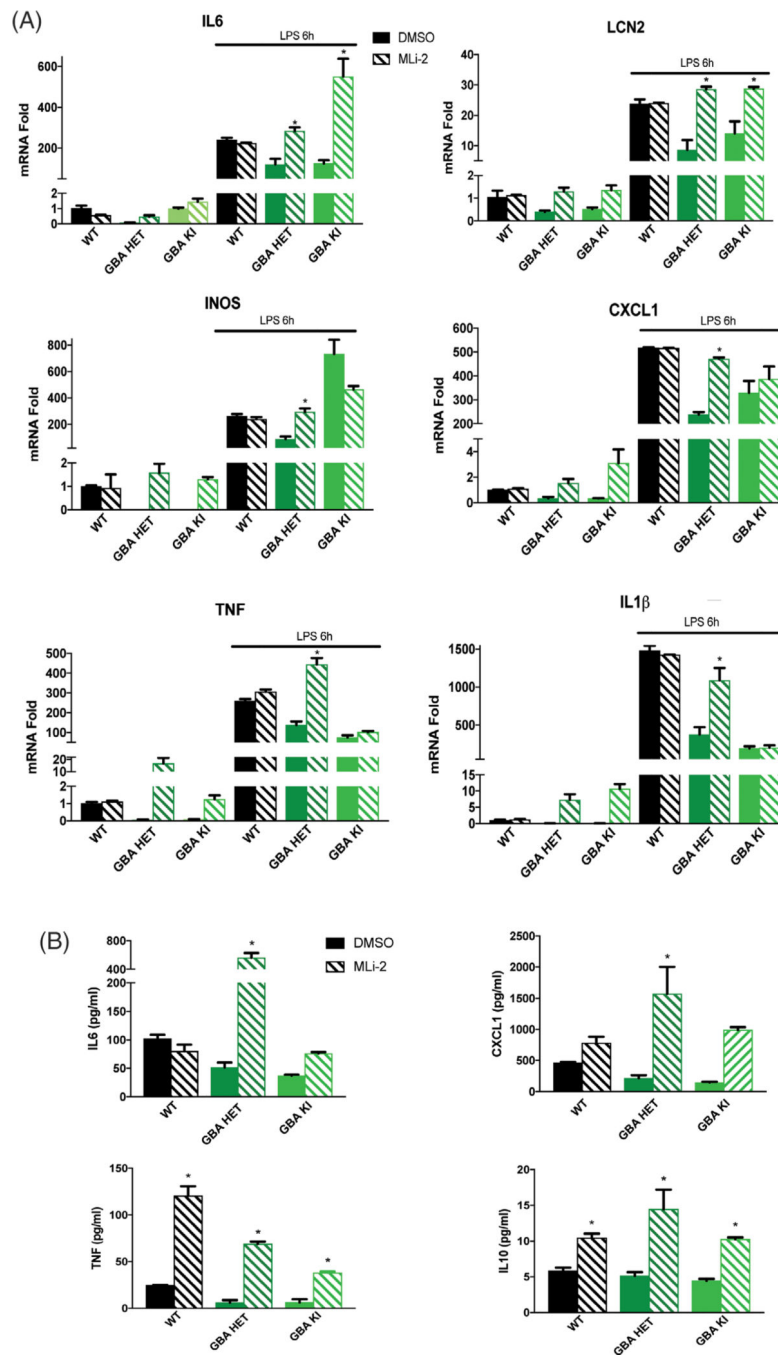 (A)
IL6
LPS 6h
mRNA Fold
600
400
200
2
1
0
WT
GBA HET
GBA KI
WT
GBA HET
GBA KI
*
*
DMSO
MLi-2
LCN2
LPS 6h
mRNA Fold
40
30
20
10
2
1
0
WT
GBA HET
GBA KI
WT
GBA HET
GBA KI
*
*
INOS
LPS 6h
mRNA Fold
800
600
400
200
2
1
0
WT
GBA HET
GBA KI
WT
GBA HET
GBA KI
*
CXCL1
LPS 6h
mRNA Fold
600
500
400
300
200
4
2
0
WT
GBA HET
GBA KI
WT
GBA HET
GBA KI
*
TNF
LPS 6h
mRNA Fold
500
400
300
200
100
20
10
2
1
0
WT
GBA HET
GBA KI
WT
GBA HET
GBA KI
*
IL1β
LPS 6h
mRNA Fold
1500
1000
500
15
10
5
0
WT
GBA HET
GBA KI
WT
GBA HET
GBA KI
*
(B)
IL6 (pg/ml)
800
600
400
200
150
100
50
0
WT
GBA HET
GBA KI
*
DMSO
MLi-2
CXCL1 (pg/ml)
2500
2000
1500
1000
500
0
WT
GBA HET
GBA KI
*
TNF (pg/ml)
150
100
50
0
WT
GBA HET
GBA KI
*
*
*
IL10 (pg/ml)
20
15
10
5
0
WT
GBA HET
GBA KI
*
*
*